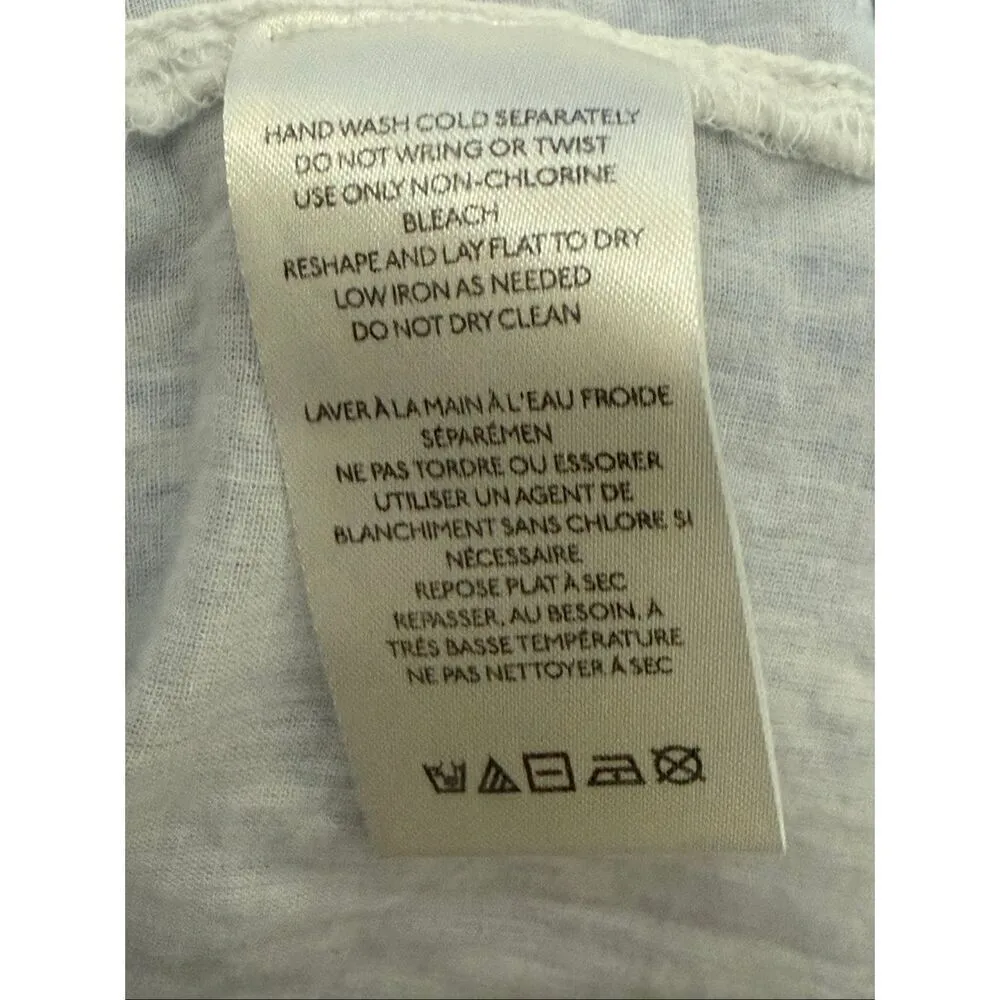 HAND WASH COLD SEPARATELY
DO NOT WRING OR TWIST
USE ONLY NON-CHLORINE
BLEACH
RESHAPE AND LAY FLAT TO DRY
LOW IRON AS NEEDED
DO NOT DRY CLEAN
LAVER À LA MAIN À L'EAU FROIDE
SÉPARÉMEN
NE PAS TORDRE OU ESSORER
UTILISER UN AGENT DE
BLANCHIMENT SANS CHLORE SI
NÉCESSAIRE
REPOSE PLAT À SEC
REPASSER, AU BESOIN, À
TRÉS BASSE TEMPÉRATURE
NE PAS NETTOYER À SEC